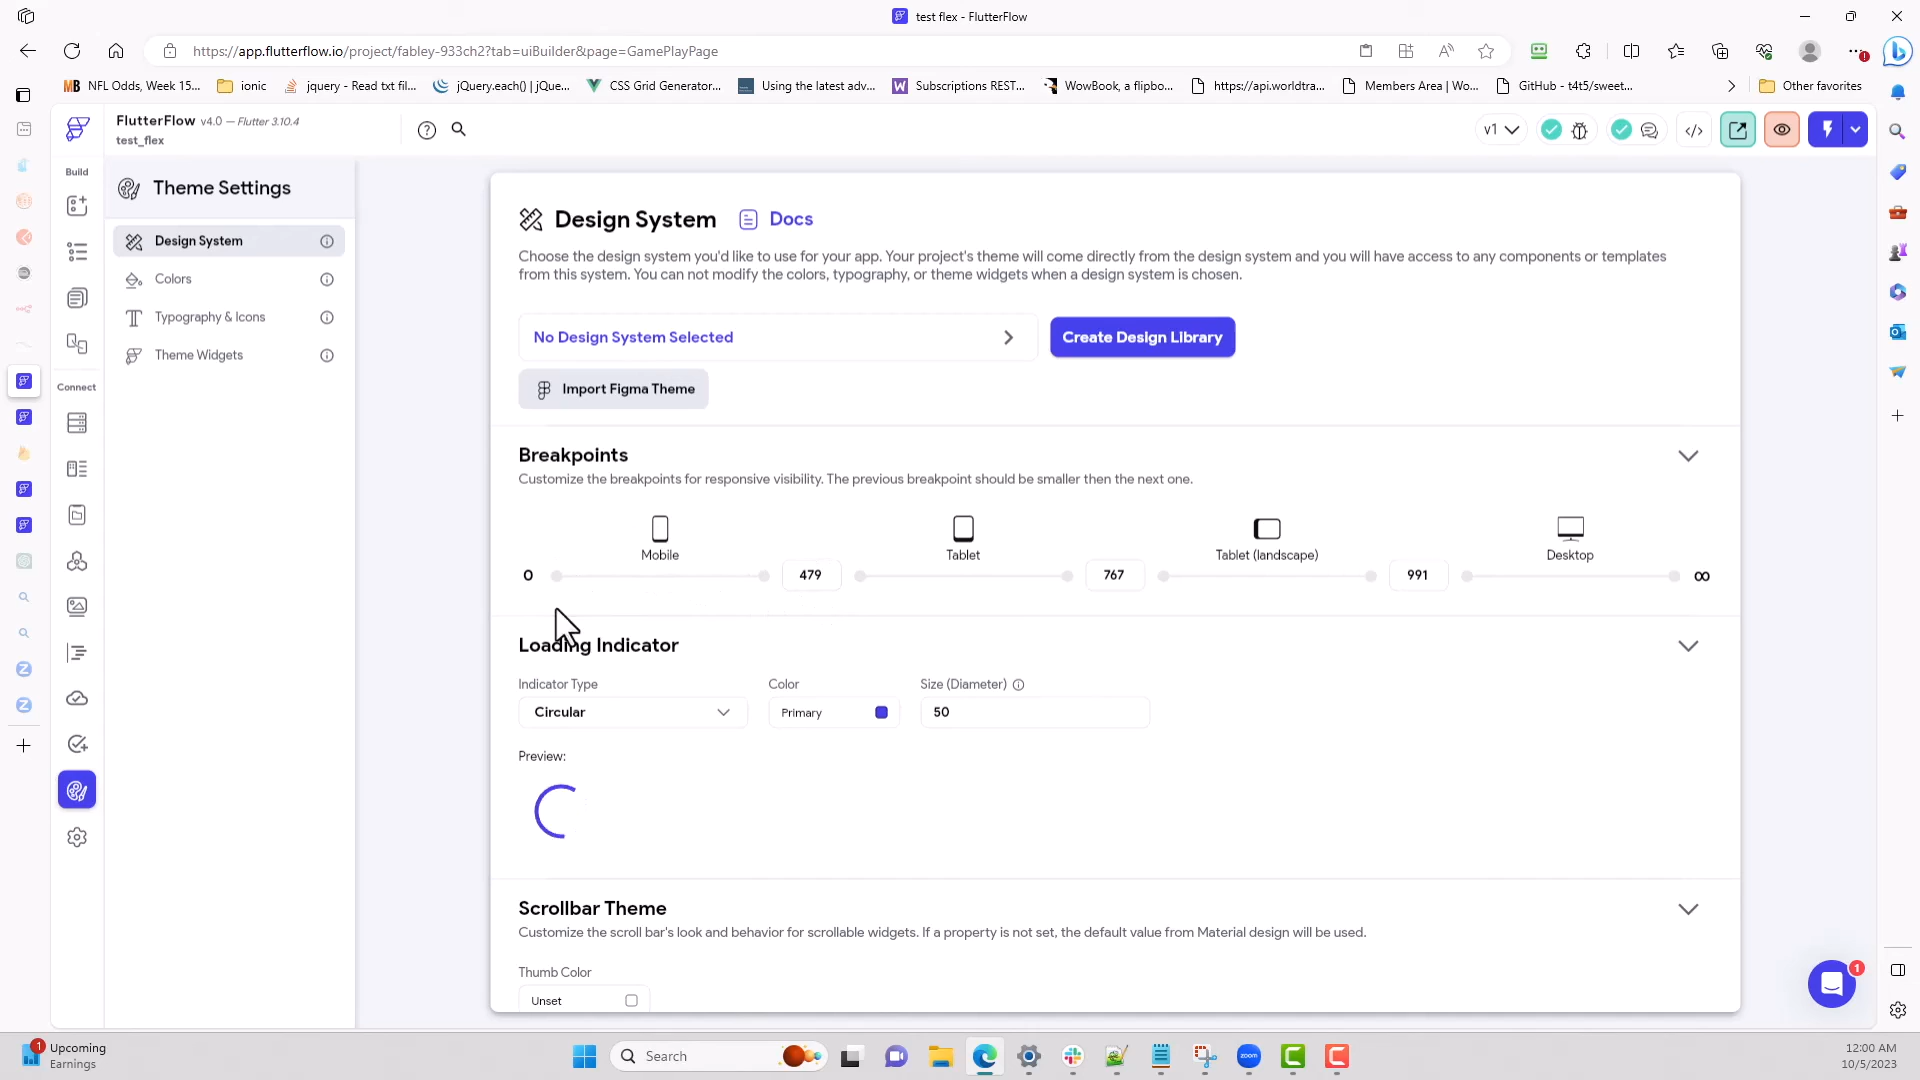 test flex - FlutterFlow
https://app.flutterflow.io/project/fabley-933ch2?tab=uiBuilder&page=GamePlayPage
NFL Odds, Week 15...
ionic
jquery - Read txt fil...
jQuery.each() | jQue...
CSS Grid Generator...
Using the latest adv...
Subscriptions REST...
WowBook, a flipbo...
https://api.worldtra...
Members Area | Wo...
GitHub - t4t5/sweet...
Other favorites
FlutterFlow v4.0 — Flutter 3.10.4
test_flex
v1
Build
Connect
Theme Settings
Design System
Colors
Typography & Icons
Theme Widgets
Design System
Docs
Choose the design system you'd like to use for your app. Your project's theme will come directly from the design system and you will have access to any components or templates
from this system. You can not modify the colors, typography, or theme widgets when a design system is chosen.
No Design System Selected
Create Design Library
Import Figma Theme
Breakpoints
Customize the breakpoints for responsive visibility. The previous breakpoint should be smaller then the next one.
Mobile
Tablet
Tablet (landscape)
Desktop
0
479
767
991
∞
Loading Indicator
Indicator Type
Color
Size (Diameter)
Circular
Primary
50
Preview:
Scrollbar Theme
Customize the scroll bar's look and behavior for scrollable widgets. If a property is not set, the default value from Material design will be used.
Thumb Color
Unset
1
1
Upcoming
Earnings
Search
zoom
12:00 AM
10/5/2023